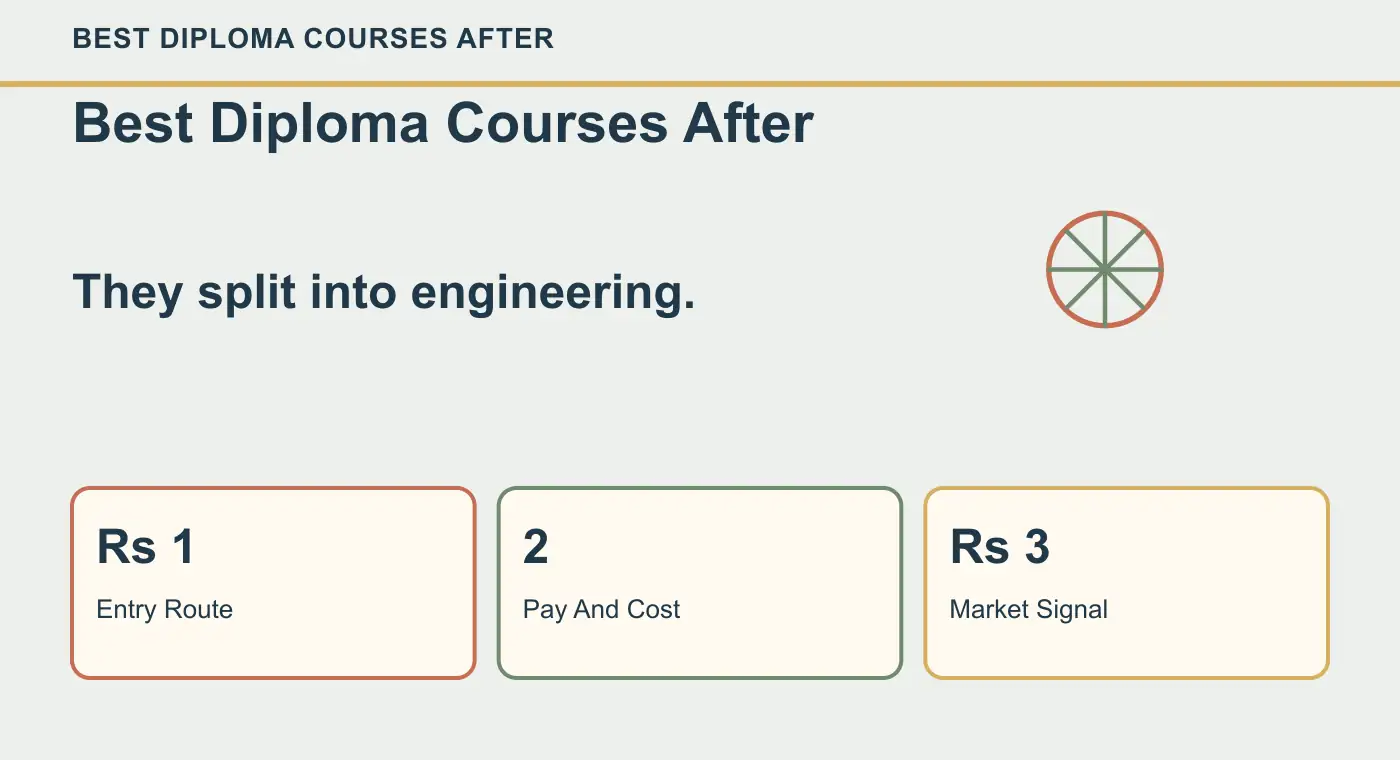 BEST DIPLOMA COURSES AFTER
Best Diploma Courses After
They split into engineering.
Rs 1
Entry Route
2
Pay And Cost
Rs 3
Market Signal